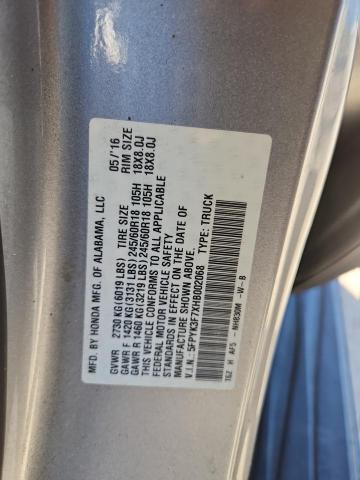 MFD. BY HONDA MFG. OF ALABAMA, LLC 05/'16
TIRE SIZE RIM SIZE
GVWR 2730 KG (6019 LBS)
GAWR F 1420 KG (3131 LBS) 245/60R18 105H 18X8.0J
GAWR R 1460 KG (3219 LBS) 245/60R18 105H 18X8.0J
THIS VEHICLE CONFORMS TO ALL APPLICABLE
FEDERAL MOTOR VEHICLE SAFETY
STANDARDS IN EFFECT ON THE DATE OF
MANUFACTURE SHOWN ABOVE.
V.I.N.: 5FPYK3F7XHB002068 TYPE: TRUCK
T6Z H AF5 - NH830M -W-B